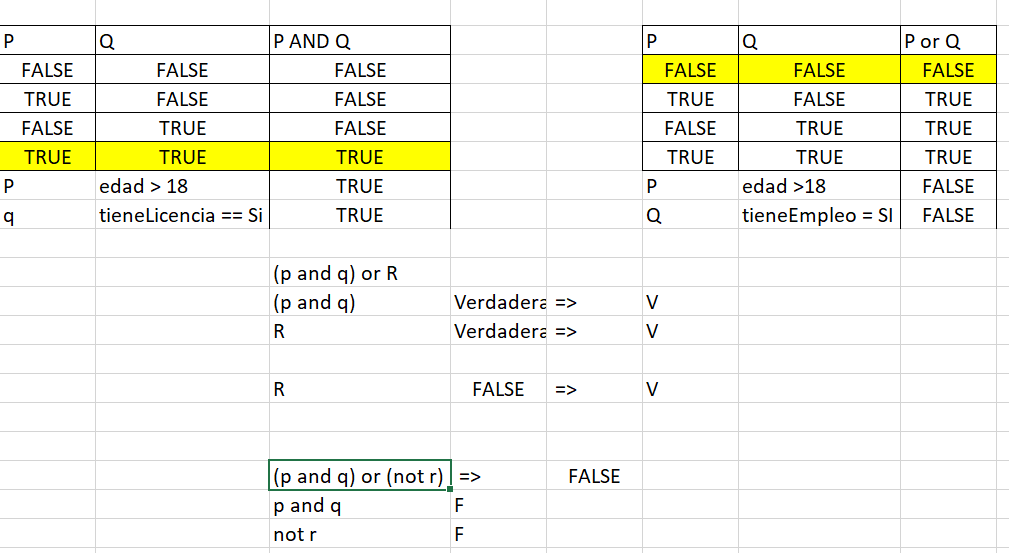 P Q P AND Q P Q P or Q
FALSE FALSE FALSE FALSE FALSE FALSE
TRUE FALSE FALSE TRUE FALSE TRUE
FALSE TRUE FALSE FALSE TRUE TRUE
TRUE TRUE TRUE TRUE TRUE TRUE
P edad > 18 TRUE P edad >18 FALSE
q tieneLicencia == Si TRUE Q tieneEmpleo = SI FALSE
(p and q) or R
(p and q) Verdadera => V
R Verdadera => V
R FALSE => V
(p and q) or (not r) => FALSE
p and q F
not r F